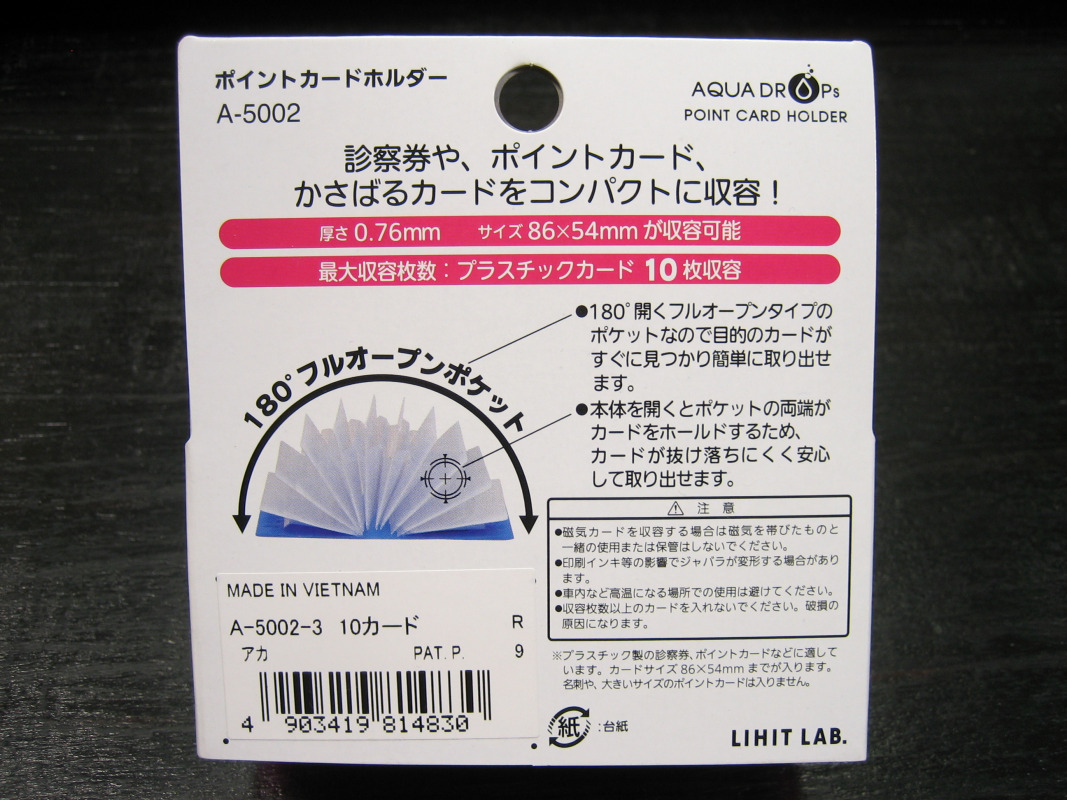 ポイントカードホルダー
A-5002
AQUA DROPs
POINT CARD HOLDER
診察券や、ポイントカード、
かさばるカードをコンパクトに収容！
厚さ 0.76mm サイズ 86×54mm が収容可能
最大収容枚数：プラスチックカード 10 枚収容
180°フルオープンポケット
●180°開くフルオープンタイプの
ポケットなので目的のカードが
すぐに見つかり簡単に取り出せ
ます。
●本体を開くとポケットの両端が
カードをホールドするため、
カードが抜け落ちにくく安心
して取り出せます。
⚠ 注 意
●磁気カードを収容する場合は磁気を帯びたものと
一緒の使用または保管はしないでください。
●印刷インキ等の影響でジャバラが変形する場合があり
ます。
●車内など高温になる場所での使用は避けてください。
●収容枚数以上のカードを入れないでください。破損の
原因になります。
※プラスチック製の診察券、ポイントカードなどに適して
います。カードサイズ86×54mmまでが入ります。
名刺や、大きいサイズのポイントカードは入りません。
MADE IN VIETNAM
A-5002-3 10カード R
アカ PAT. P. 9
4 903419 814830
紙 :台紙
LIHIT LAB.